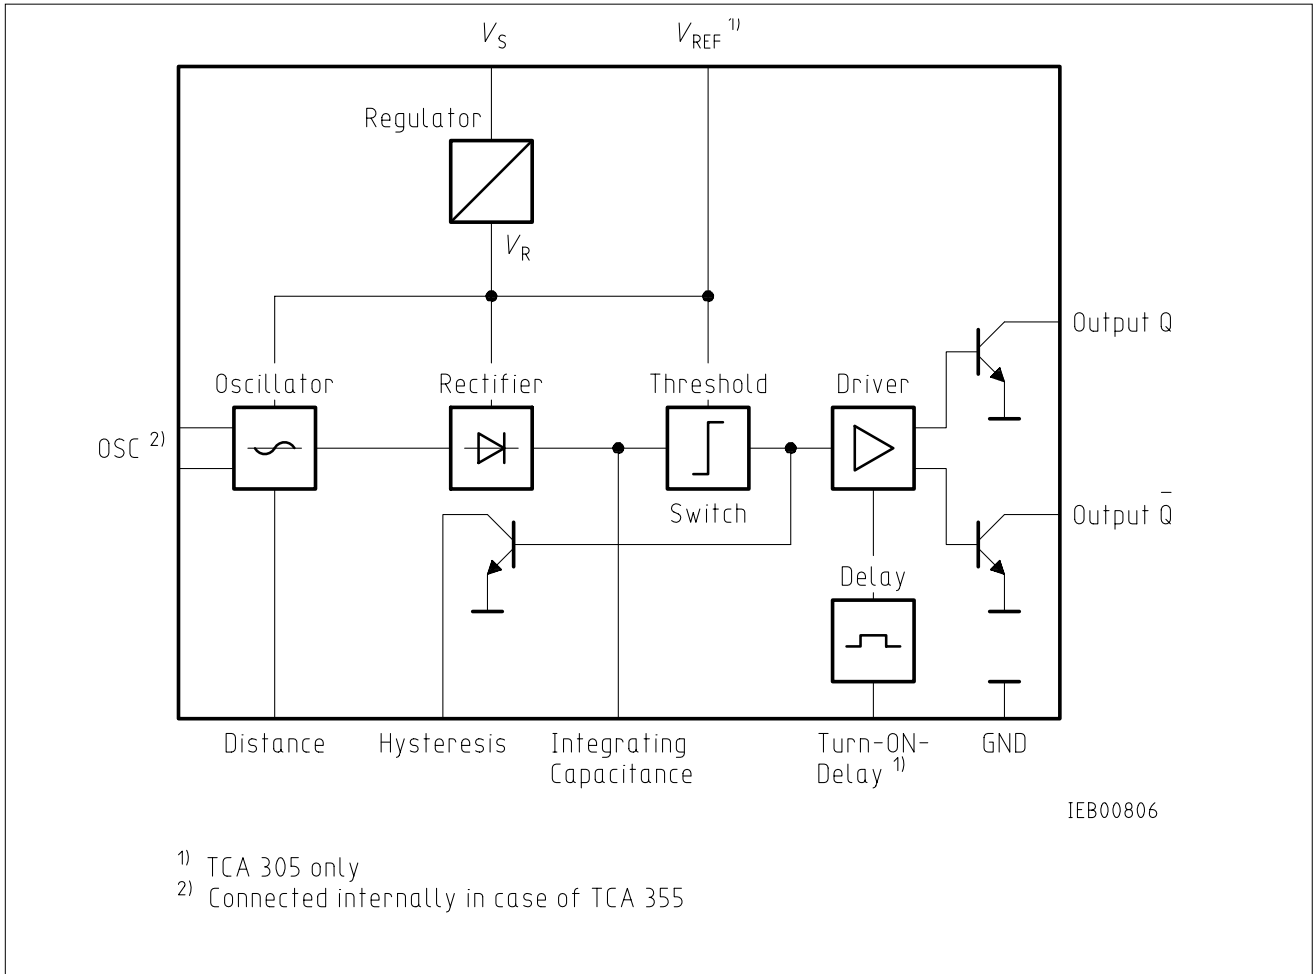 V_S
V_REF 1)
Regulator
V_R
Output Q
Oscillator
Rectifier
Threshold
Driver
OSC 2)
Switch
Output Q̅
Delay
Distance
Hysteresis
Integrating
Capacitance
Turn-ON-
Delay 1)
GND
IEB00806
1) TCA 305 only
2) Connected internally in case of TCA 355